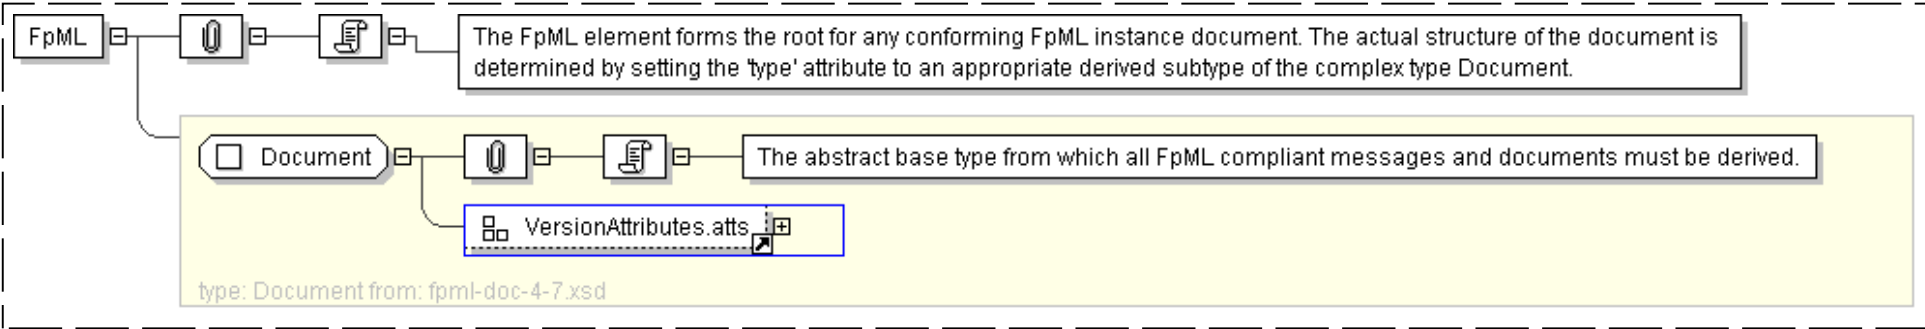 FpML
The FpML element forms the root for any conforming FpML instance document. The actual structure of the document is
determined by setting the 'type' attribute to an appropriate derived subtype of the complex type Document.
Document
The abstract base type from which all FpML compliant messages and documents must be derived.
VersionAttributes.atts
type: Document from: fpml-doc-4-7.xsd